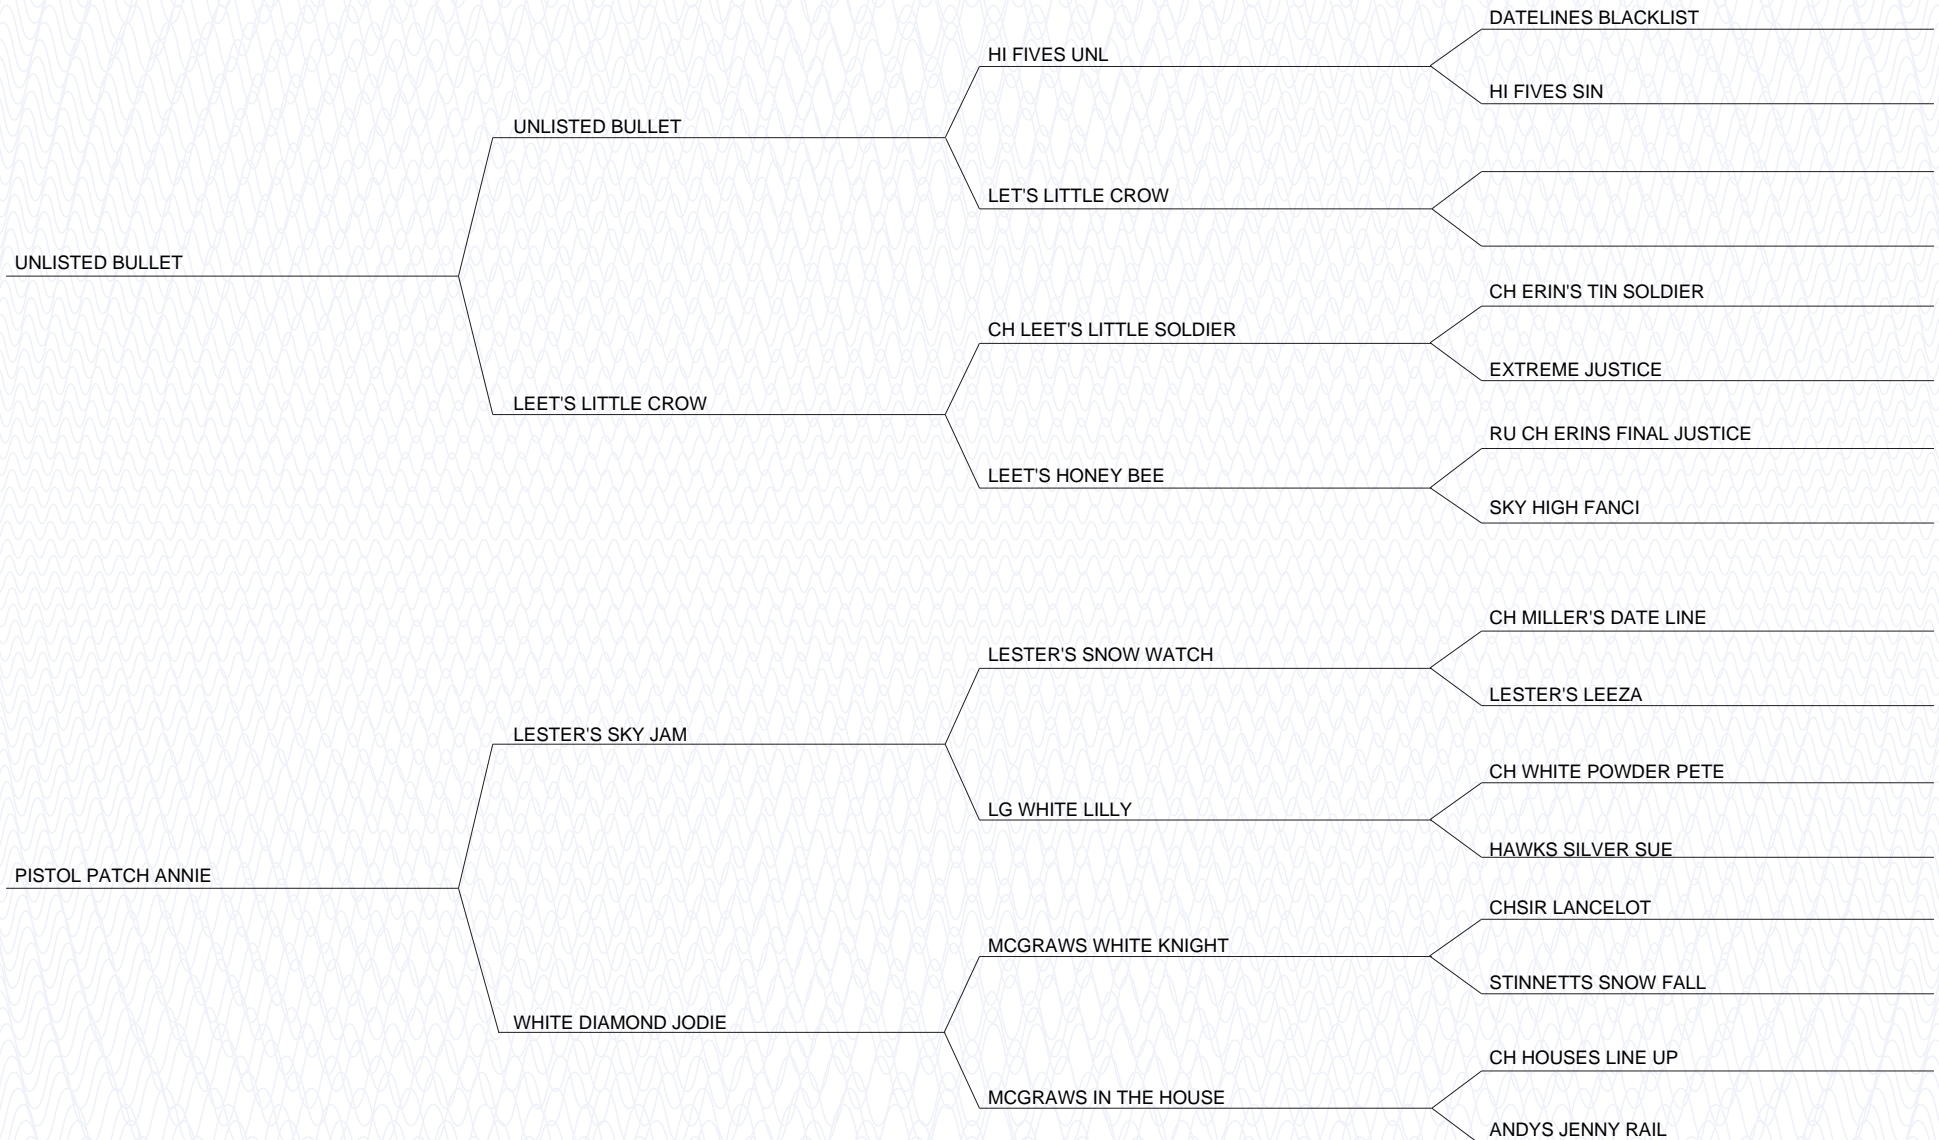 DATELINES BLACKLIST
HI FIVES UNL
HI FIVES SIN
UNLISTED BULLET
LET'S LITTLE CROW
UNLISTED BULLET
CH ERIN'S TIN SOLDIER
CH LEET'S LITTLE SOLDIER
EXTREME JUSTICE
LEET'S LITTLE CROW
RU CH ERINS FINAL JUSTICE
LEET'S HONEY BEE
SKY HIGH FANCI
CH MILLER'S DATE LINE
LESTER'S SNOW WATCH
LESTER'S LEEZA
LESTER'S SKY JAM
CH WHITE POWDER PETE
LG WHITE LILLY
HAWKS SILVER SUE
PISTOL PATCH ANNIE
CHSIR LANCELOT
MCGRAWS WHITE KNIGHT
STINNETTS SNOW FALL
WHITE DIAMOND JODIE
CH HOUSES LINE UP
MCGRAWS IN THE HOUSE
ANDYS JENNY RAIL